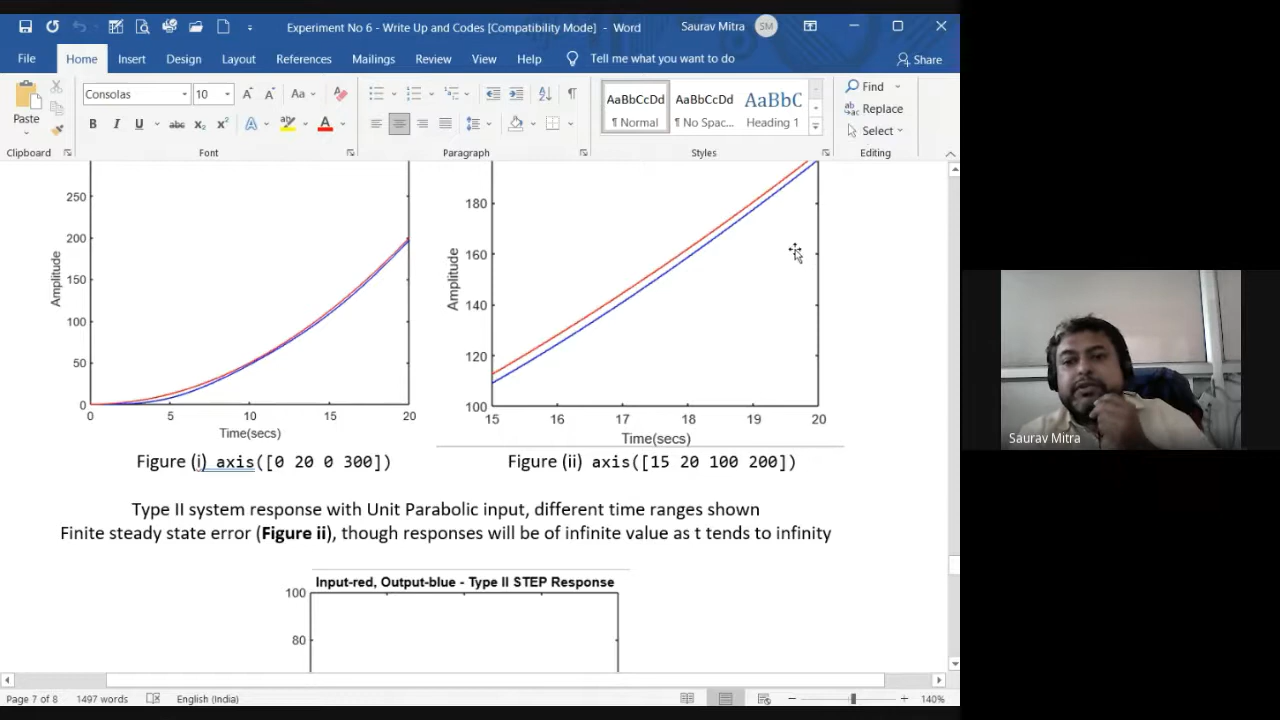 Experiment No 6 - Write Up and Codes [Compatibility Mode] - Word
Saurav Mitra SM
File Home Insert Design Layout References Mailings Review View Help Tell me what you want to do Share
Paste
Consolas 10 Aa
B I U abc x₂ x² A A
AaBbCcDd AaBbCcDd AaBbC
¶ Normal ¶ No Spac... Heading 1
Find
Replace
Select
Clipboard Font Paragraph Styles Editing
250
200
150
100
50
0
Amplitude
0 5 10 15 20
Time(secs)
180
160
140
120
100
Amplitude
15 16 17 18 19 20
Time(secs)
Figure (i) axis([0 20 0 300])
Figure (ii) axis([15 20 100 200])
Type II system response with Unit Parabolic input, different time ranges shown
Finite steady state error (Figure ii), though responses will be of infinite value as t tends to infinity
Input-red, Output-blue - Type II STEP Response
100
80
Page 7 of 8 1497 words English (India) 140%
Saurav Mitra